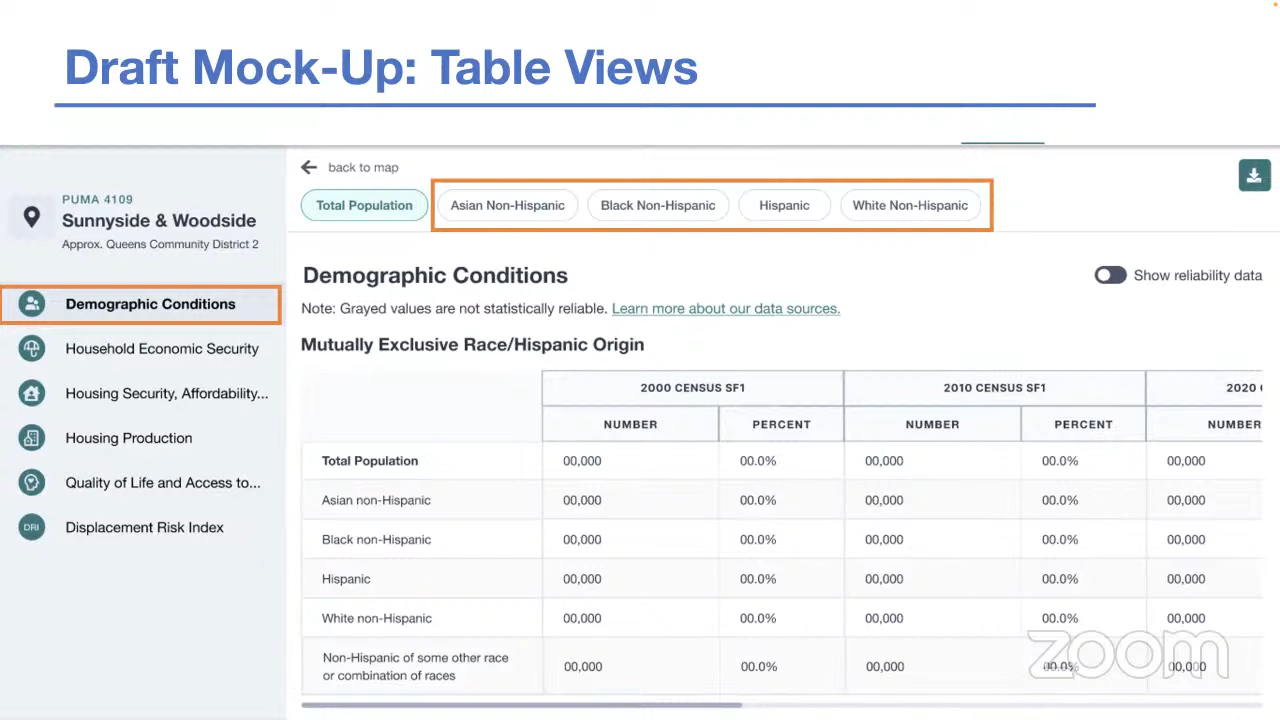 Draft Mock-Up: Table Views
PUMA 4109
Sunnyside & Woodside
Approx. Queens Community District 2
Demographic Conditions
Household Economic Security
Housing Security, Affordability...
Housing Production
Quality of Life and Access to...
DRI Displacement Risk Index
back to map
Total Population Asian Non-Hispanic Black Non-Hispanic Hispanic White Non-Hispanic
Demographic Conditions Show reliability data
Note: Grayed values are not statistically reliable. Learn more about our data sources.
Mutually Exclusive Race/Hispanic Origin
2000 CENSUS SF1 2010 CENSUS SF1 2020
NUMBER PERCENT NUMBER PERCENT NUMBER
Total Population 00,000 00.0% 00,000 00.0% 00,000
Asian non-Hispanic 00,000 00.0% 00,000 00.0% 00,000
Black non-Hispanic 00,000 00.0% 00,000 00.0% 00,000
Hispanic 00,000 00.0% 00,000 00.0% 00,000
White non-Hispanic 00,000 00.0% 00,000 00.0% 00,000
Non-Hispanic of some other race
or combination of races 00,000 00.0% 00,000 00.0% 00,000
zoom